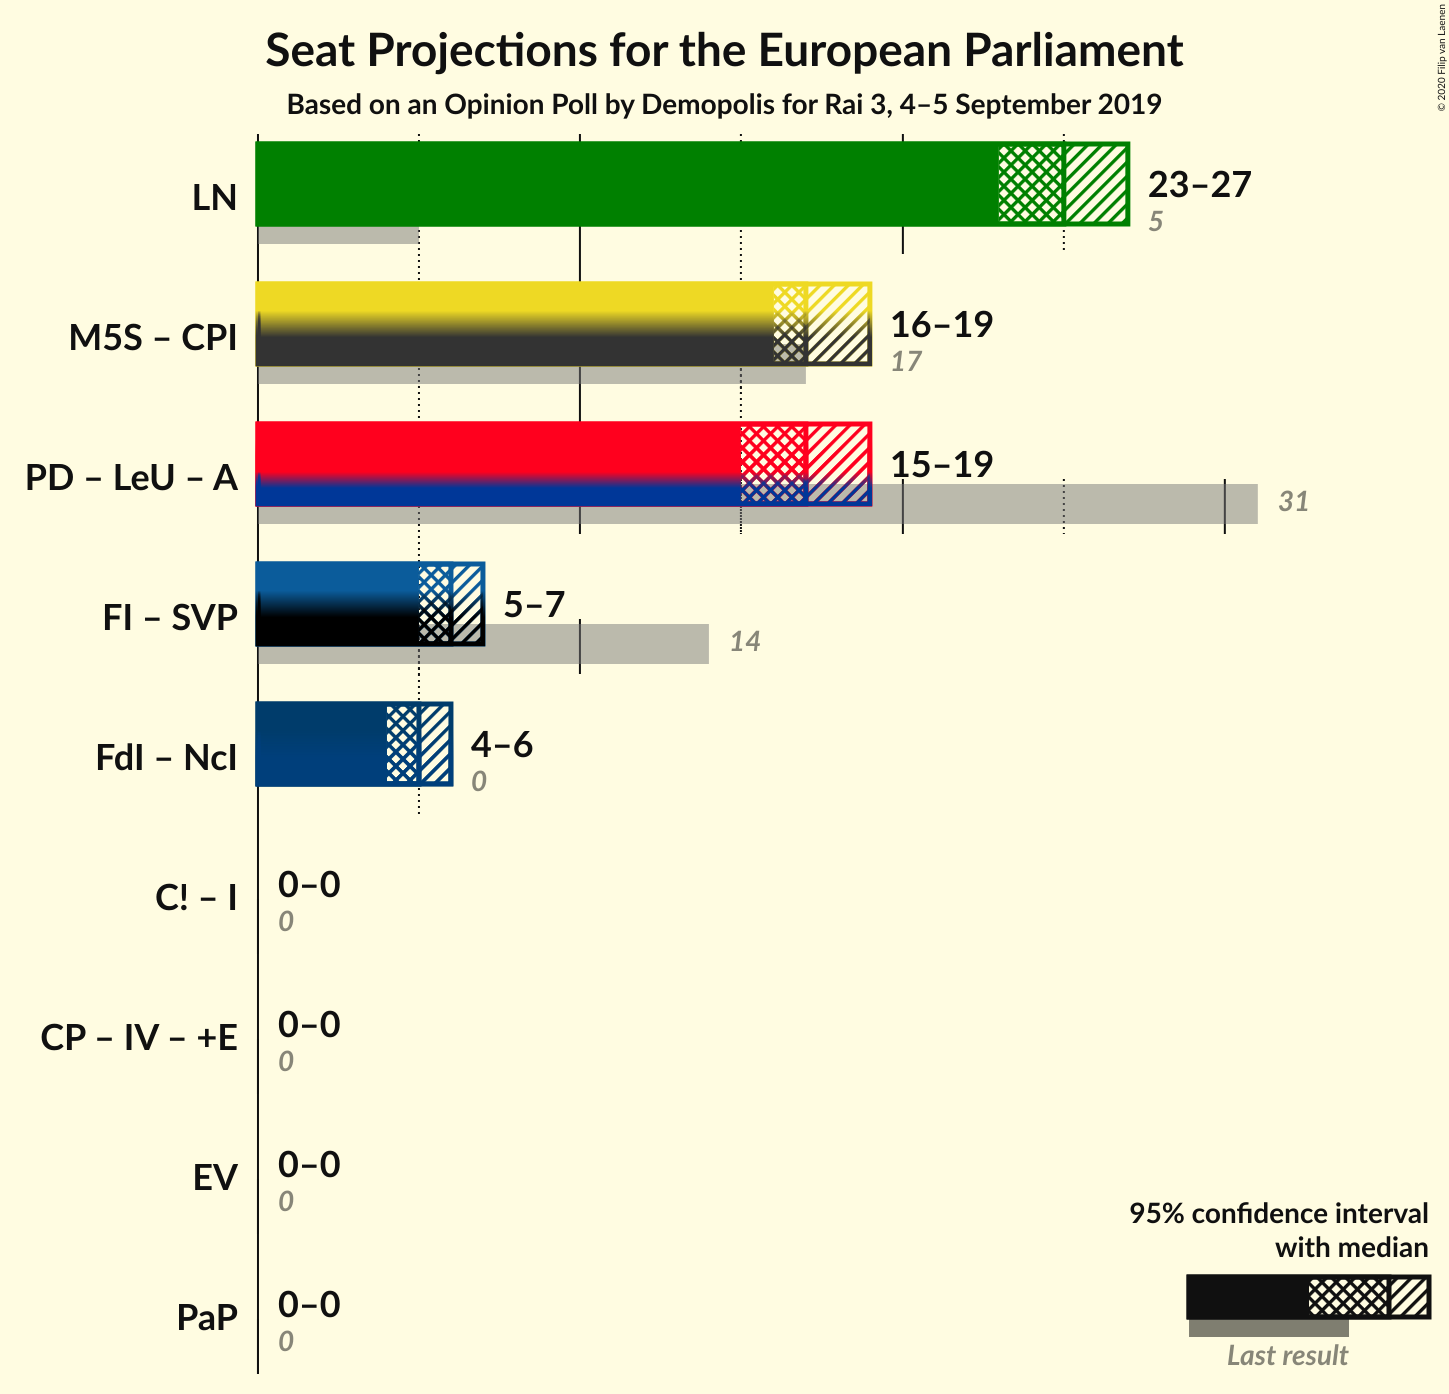 Seat Projections for the European Parliament
Based on an Opinion Poll by Demopolis for Rai 3, 4–5 September 2019
© 2020 Filip van Laenen
LN
23–27
5
M5S – CPI
16–19
17
PD – LeU – A
15–19
31
FI – SVP
5–7
14
FdI – NcI
4–6
0
C! – I
0–0
0
CP – IV – +E
0–0
0
EV
0–0
0
PaP
0–0
0
95% confidence interval
with median
Last result